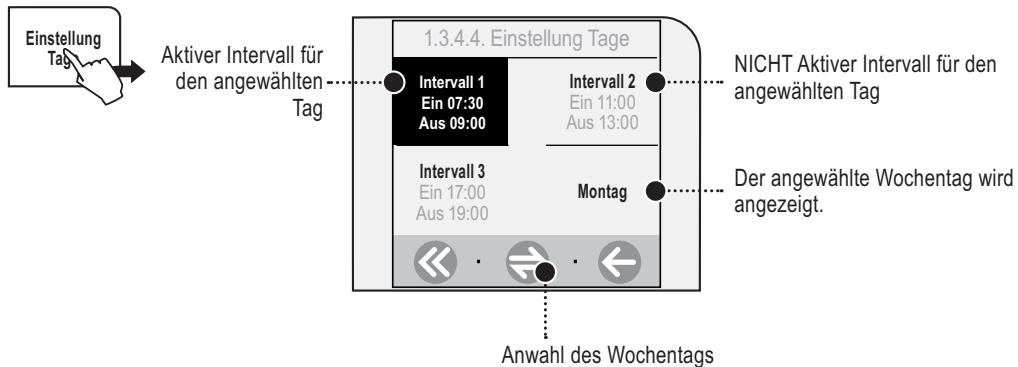 Einstellung
Tag
Aktiver Intervall für
den angewählten
Tag
1.3.4.4. Einstellung Tage
Intervall 1
Ein 07:30
Aus 09:00
Intervall 2
Ein 11:00
Aus 13:00
Intervall 3
Ein 17:00
Aus 19:00
Montag
NICHT Aktiver Intervall für den
angewählten Tag
Der angewählte Wochentag wird
angezeigt.
Anwahl des Wochentags